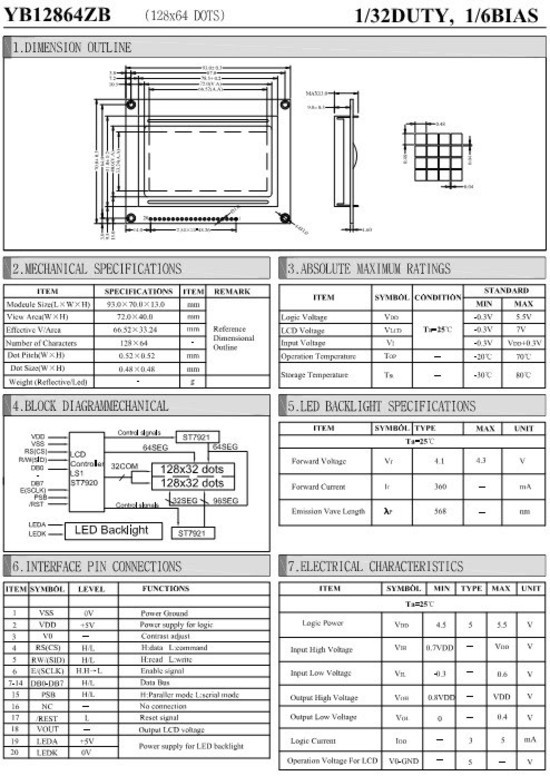 YB12864ZB (128x64 DOTS) 1/32DUTY, 1/6BIAS
1.DIMENSION OUTLINE
2.MECHANICAL SPECIFICATIONS
ITEM SPECIFICATIONS ITEM REMARK
Modeule Size(L×W×H) 93.0×70.0×13.0 mm
View Area(W×H) 72.0×40.0 mm
Effective V/Area 66.52×33.24 mm
Number of Characters 128×64 -
Dot Pitch(W×H) 0.52×0.52 mm
Dot Size(W×H) 0.48×0.48 mm
Weight (Reflective/Led) - g
Reference
Dimensional
Outline
3.ABSOLUTE MAXIMUM RATINGS
ITEM SYMBOL CONDITION STANDARD
MIN MAX
Logic Voltage VDD -0.3V 5.5V
LCD Voltage VLCD Ta=25℃ -0.3V 7V
Input Voltage VI -0.3V VDD+0.3V
Operation Temperature TOP — -20℃ 70℃
Storage Temperature — -30℃ 80℃
4.BLOCK DIAGRAMMECHANICAL
VDD
VSS
RS(CS)
R/W(SID)
DB0
-
DB7
E(SCLK)
PSB
/RST
LCD
Controller
LS1
ST7920
Control signals
ST7921
64SEG 64SEG
32COM
128x32 dots
128x32 dots
32SEG 96SEG
Control signals
ST7921
LEDA
LEDK
LED Backlight
5.LED BACKLIGHT SPECIFICATIONS
ITEM SYMBOL TYPE MAX UNIT
Ta=25℃
Forward Voltage 4.1 4.3 V
Forward Current 360 — mA
Emission Vave Length 568 — nm
6.INTERFACE PIN CONNECTIONS
ITEM SYMBOL LEVEL FUNCTIONS
1 VSS 0V Power Ground
2 VDD +5V Power supply for logic
3 V0 — Contrast adjust
4 RS(CS) H/L H:data L:command
5 RW/(SID) H/L H:read L:write
6 E/(SCLK) H.H→L Enable signal
7-14 DB0-DB7 H/L Data Bus
15 PSB H/L H:Paraller mode L:serial mode
16 NC — No connection
17 /REST L Reset signal
18 VOUT — Output LCD voltage
19 LEDA +5V
20 LEDK 0V
Power supply for LED backlight
7.ELECTRICAL CHARACTERISTICS
ITEM SYMBOL MIN TYPE MAX UNIT
Ta=25℃
Logic Power VDD 4.5 5 5.5 V
Input High Voltage VIH 0.7VDD — VDD V
Input Low Voltage VIL -0.3 — 0.6 V
Output High Voltage VOH 0.8VDD — VDD V
Output Low Voltage VOL 0 — 0.4 V
Logic Current IDD — 3 5 mA
Operation Voltage For LCD V0-GND — 5 — V